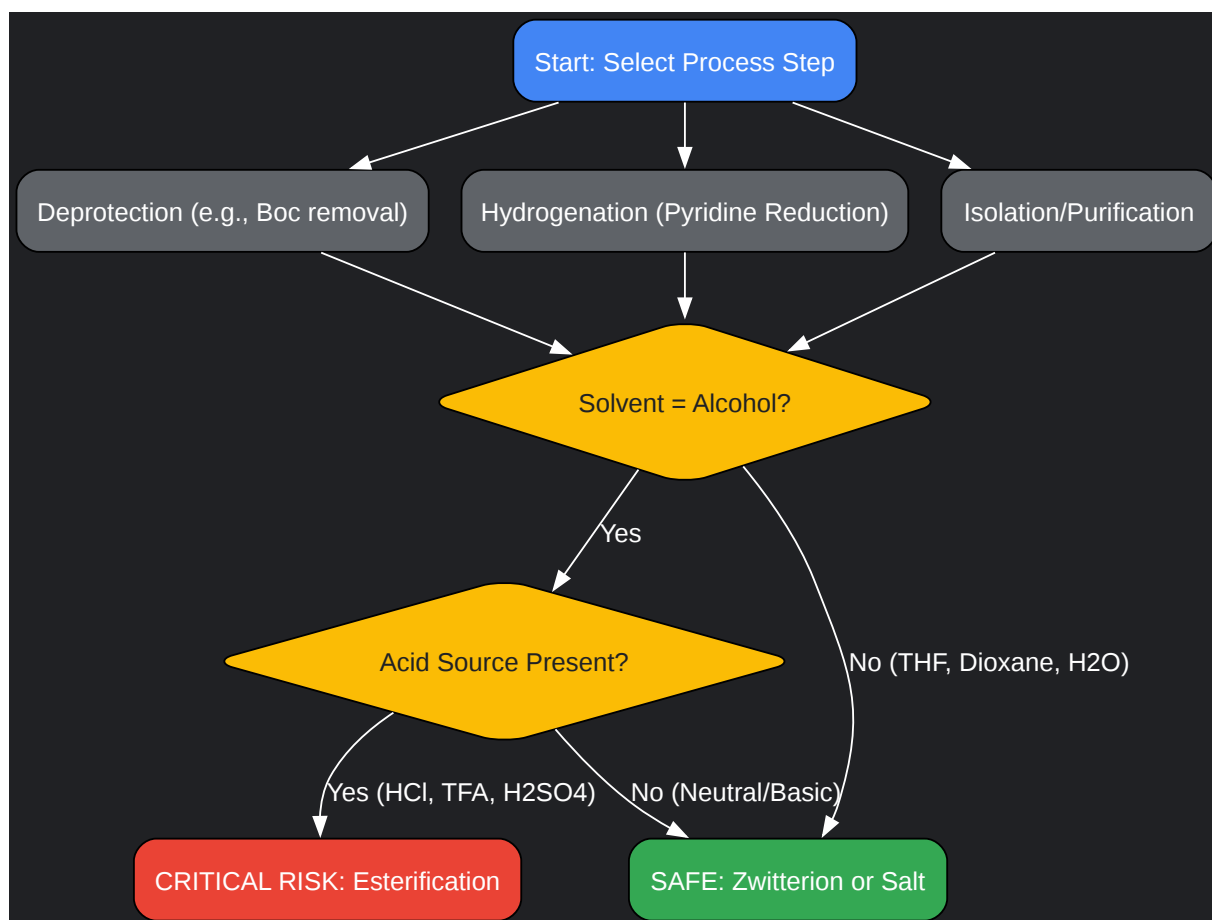 Start: Select Process Step
Deprotection (e.g., Boc removal)
Hydrogenation (Pyridine Reduction)
Isolation/Purification
Solvent = Alcohol?
Yes
Acid Source Present?
No (THF, Dioxane, H2O)
Yes (HCl, TFA, H2SO4)
No (Neutral/Basic)
CRITICAL RISK: Esterification
SAFE: Zwitterion or Salt